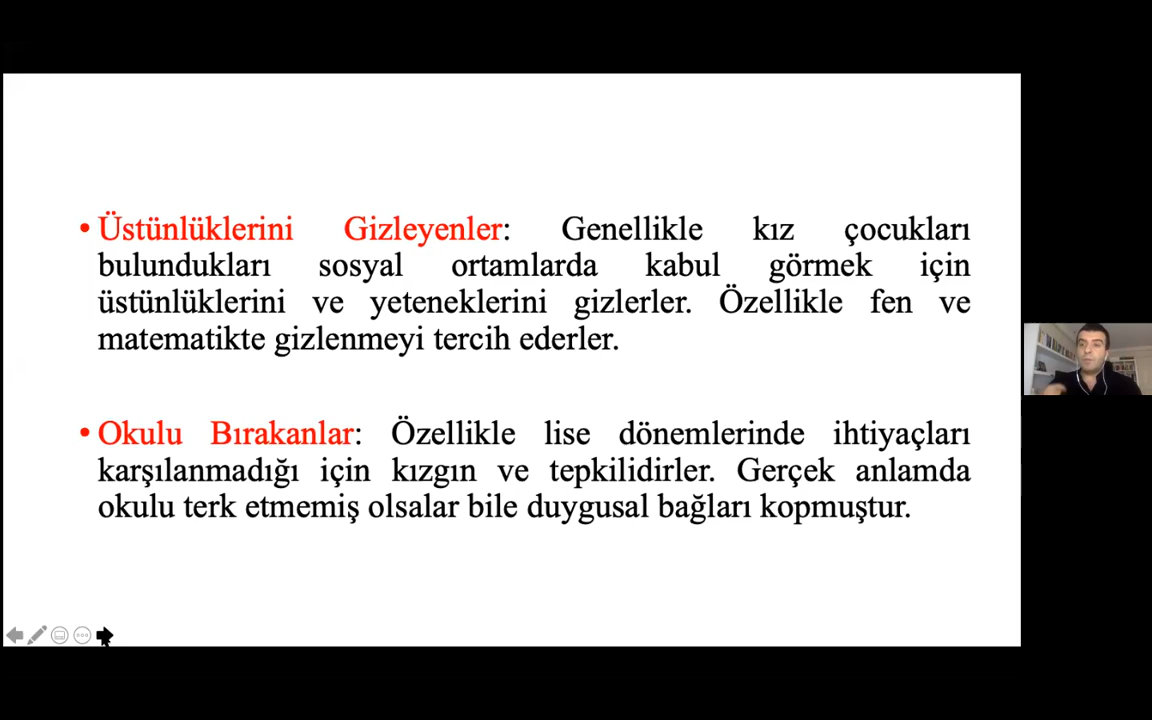 • Üstünlüklerini Gizleyenler: Genellikle kız çocukları
bulundukları sosyal ortamlarda kabul görmek için
üstünlüklerini ve yeteneklerini gizlerler. Özellikle fen ve
matematikte gizlenmeyi tercih ederler.
• Okulu Bırakanlar: Özellikle lise dönemlerinde ihtiyaçları
karşılanmadığı için kızgın ve tepkilidirler. Gerçek anlamda
okulu terk etmemiş olsalar bile duygusal bağları kopmuştur.